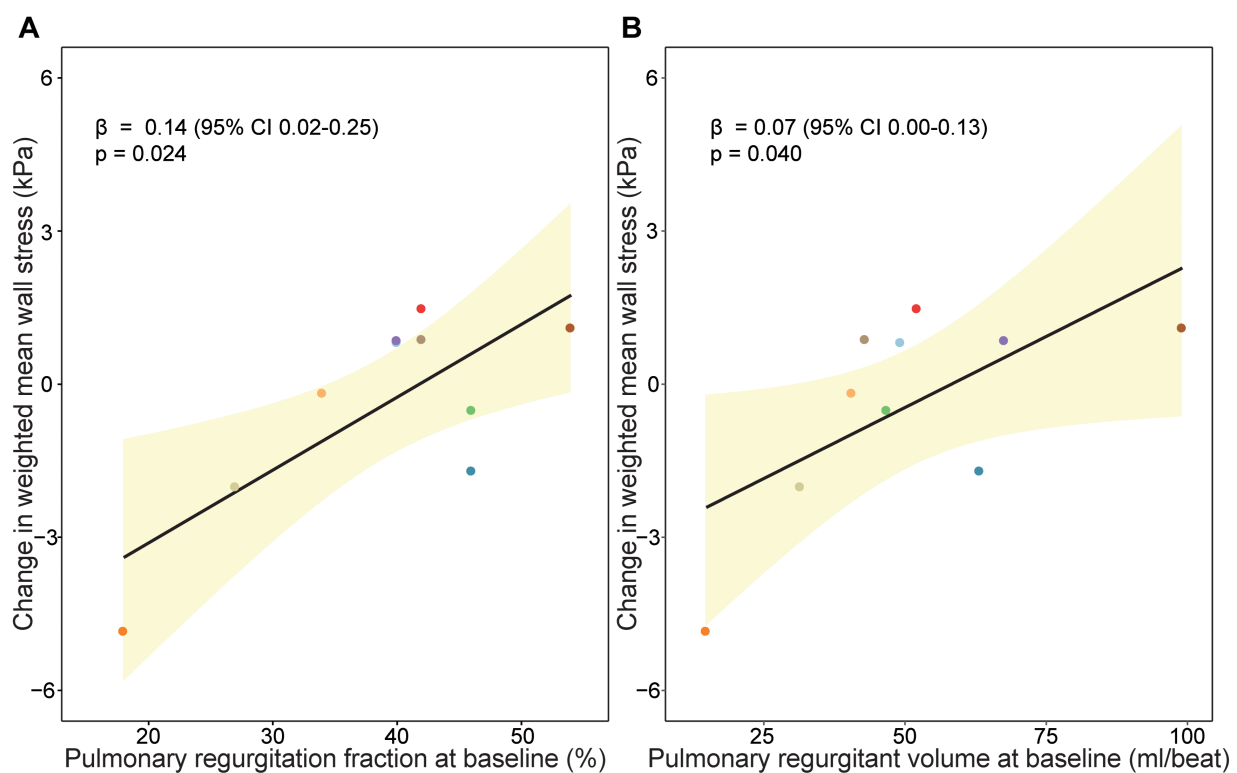 A
Change in weighted mean wall stress (kPa)
6
3
0
−3
−6
β = 0.14 (95% CI 0.02-0.25)
p = 0.024
20 30 40 50
Pulmonary regurgitation fraction at baseline (%)
B
Change in weighted mean wall stress (kPa)
6
3
0
−3
−6
β = 0.07 (95% CI 0.00-0.13)
p = 0.040
25 50 75 100
Pulmonary regurgitant volume at baseline (ml/beat)